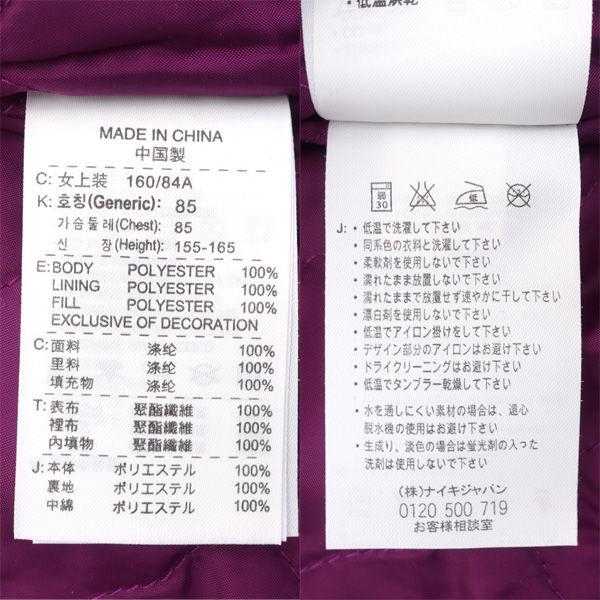 MADE IN CHINA
中国製
C: 女上装 160/84A
K: 호칭(Generic): 85
가슴둘레(Chest): 85
신 장(Height): 155-165
E: BODY POLYESTER 100%
LINING POLYESTER 100%
FILL POLYESTER 100%
EXCLUSIVE OF DECORATION
C: 面料 涤纶 100%
里料 涤纶 100%
填充物 涤纶 100%
T: 表布 聚酯纖維 100%
裡布 聚酯纖維 100%
內填物 聚酯纖維 100%
J: 本体 ポリエステル 100%
裏地 ポリエステル 100%
中綿 ポリエステル 100%
• 低温烘乾
弱 30 低
J: • 低温で洗濯して下さい
• 同系色の衣料と洗濯して下さい
• 柔軟剤を使用しないで下さい
• 濡れたまま放置しないで下さい
• 濡れたままで放置せず速やかに干して下さい
• 漂白剤を使用しないで下さい
• 低温でアイロン掛けをして下さい
• デザイン部分のアイロンはお避け下さい
• ドライクリーニングはお避け下さい
• 低温でタンブラー乾燥して下さい
• 水を通しにくい素材の場合は、遠心
脱水機の使用はお避け下さい
• 生成り、淡色の場合は蛍光剤の入った
洗剤は使用しないで下さい
(株)ナイキジャパン
0120 500 719
お客様相談室